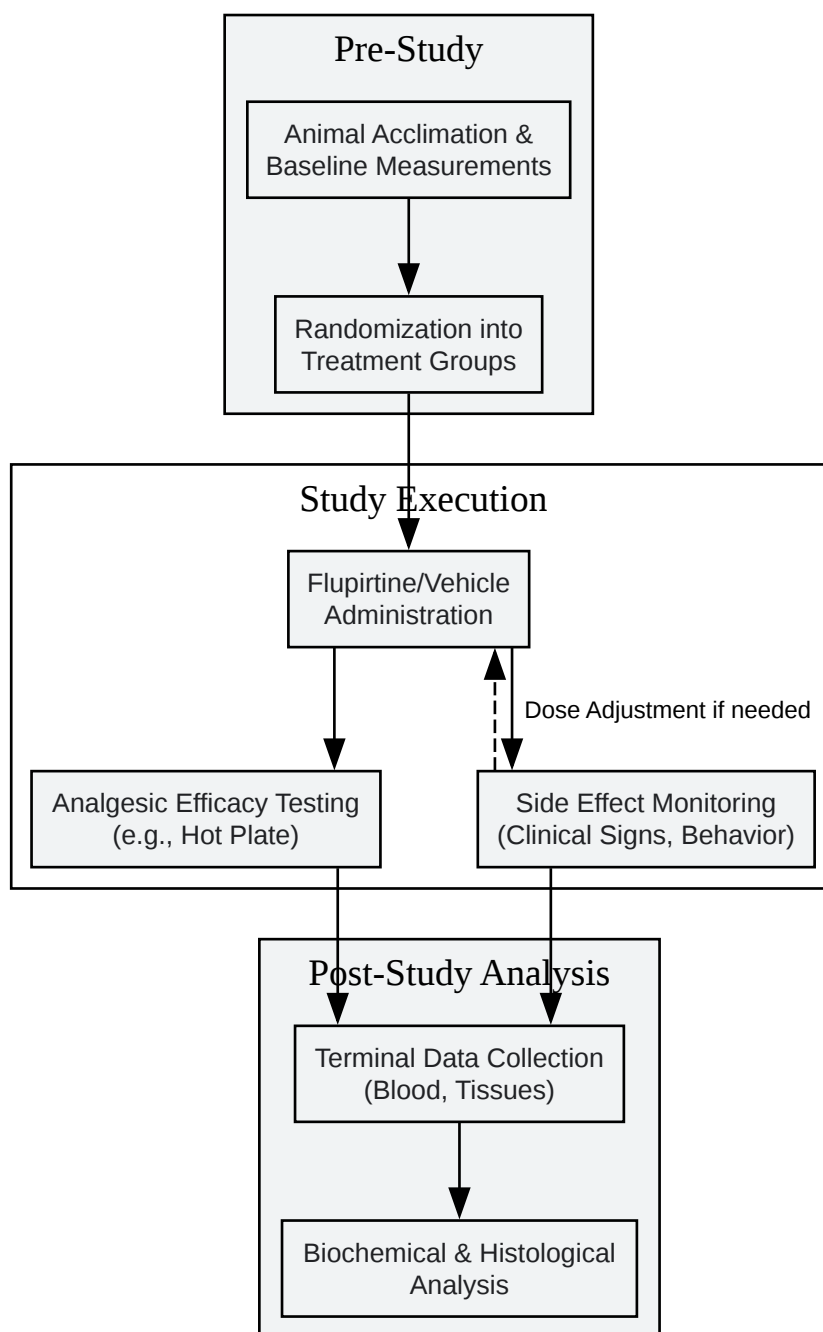 Pre-Study
Animal Acclimation &
Baseline Measurements
Randomization into
Treatment Groups
Study Execution
Flupirtine/Vehicle
Administration
Dose Adjustment if needed
Analgesic Efficacy Testing
(e.g., Hot Plate)
Side Effect Monitoring
(Clinical Signs, Behavior)
Post-Study Analysis
Terminal Data Collection
(Blood, Tissues)
Biochemical & Histological
Analysis